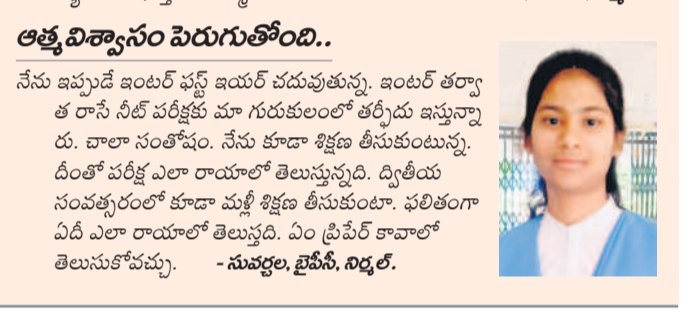 ఆత్మవిశ్వాసం పెరుగుతోంది..
నేను ఇప్పుడే ఇంటర్ ఫస్ట్ ఇయర్ చదువుతున్న. ఇంటర్ తర్వా
త రాసే నీట్ పరీక్షకు మా గురుకులంలో తర్ఫీదు ఇస్తున్నా
రు. చాలా సంతోషం. నేను కూడా శిక్షణ తీసుకుంటున్న.
దీంతో పరీక్ష ఎలా రాయాలో తెలుస్తున్నది. ద్వితీయ
సంవత్సరంలో కూడా మళ్లీ శిక్షణ తీసుకుంటా. ఫలితంగా
ఏదీ ఎలా రాయాలో తెలుస్తది. ఏం ప్రిపేర్ కావాలో
తెలుసుకోవచ్చు. - సువర్చల, బైపీసీ, నిర్మల్.